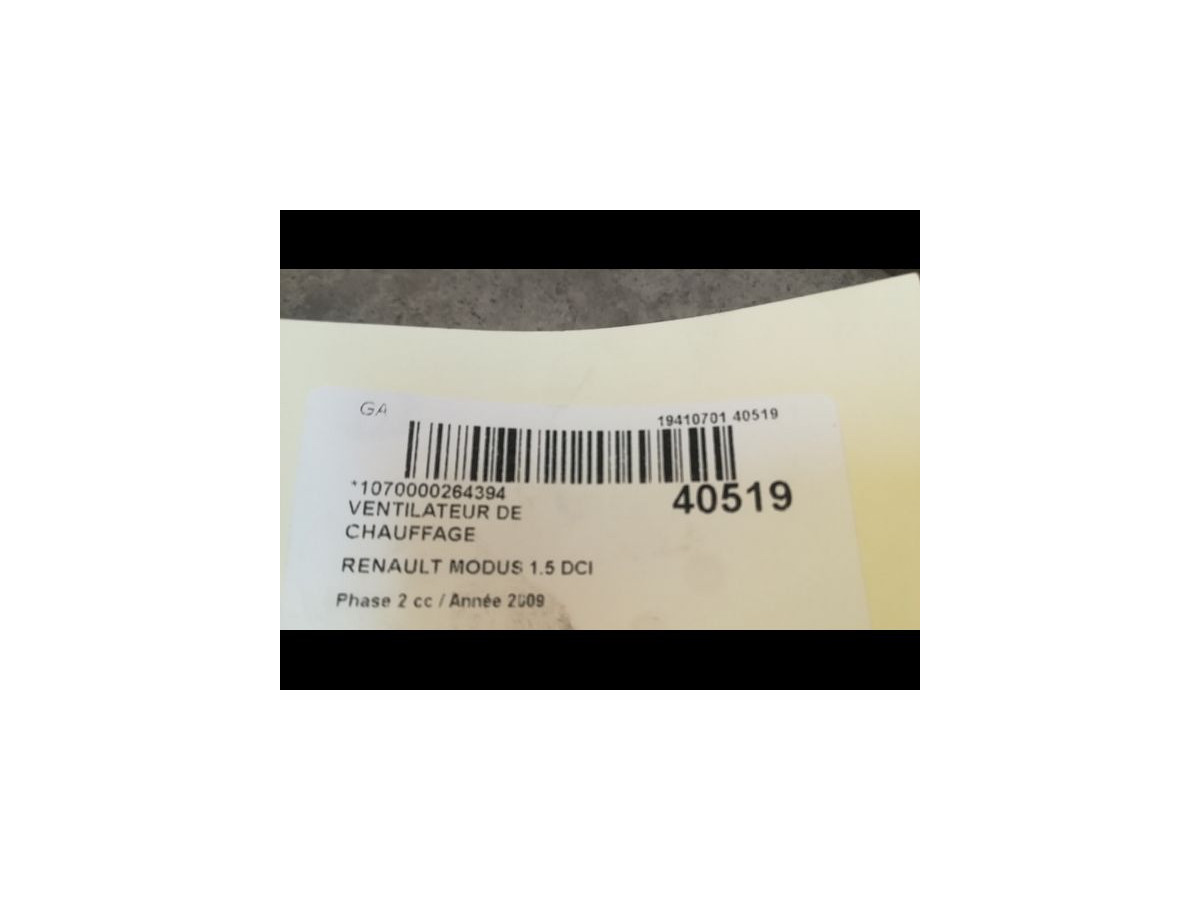 GA
19410701 40519
*1070000264394
40519
VENTILATEUR DE
CHAUFFAGE
RENAULT MODUS 1.5 DCI
Phase 2 cc / Année 2009